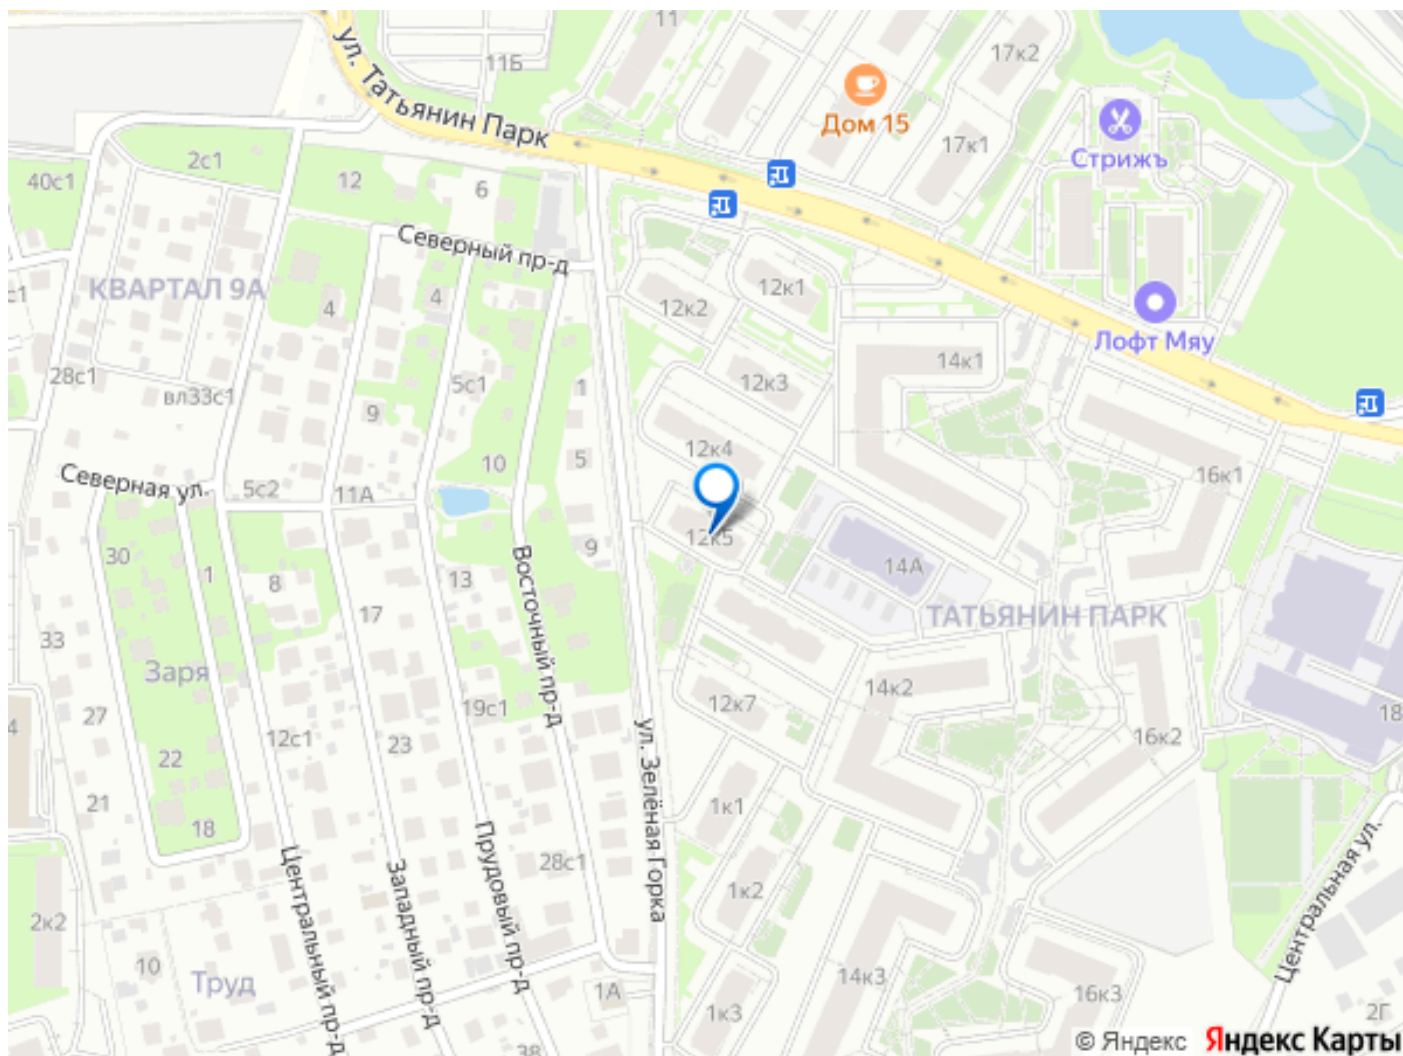 11
17к2
11Б
ул. Татьянин Парк
Дом 15
17к1
Стрижъ
2с1
40с1
12
6
Северный пр-д
КВАРТАЛ 9А
с1
4
4
12к1
12к2
Лофт Мяу
14к1
28с1
вл33с1
5с1
1
12к3
9
12к4
5
10
16к1
Северная ул.
5с2
11А
12к5
9
30
1
8
13
14А
Восточный пр-д
ТАТЬЯНИН ПАРК
17
33
Заря
14к2
19с1
12к7
27
4
12с1
23
18
16к2
22
21
ул. Зелёная Горка
1к1
18
Центральный пр-д
Западный пр-д
Прудовый пр-д
28с1
Центральная ул.
1к2
2к2
10
Труд
14к3
1А
16к3
1к3
2Г
38
© Яндекс Яндекс Карты